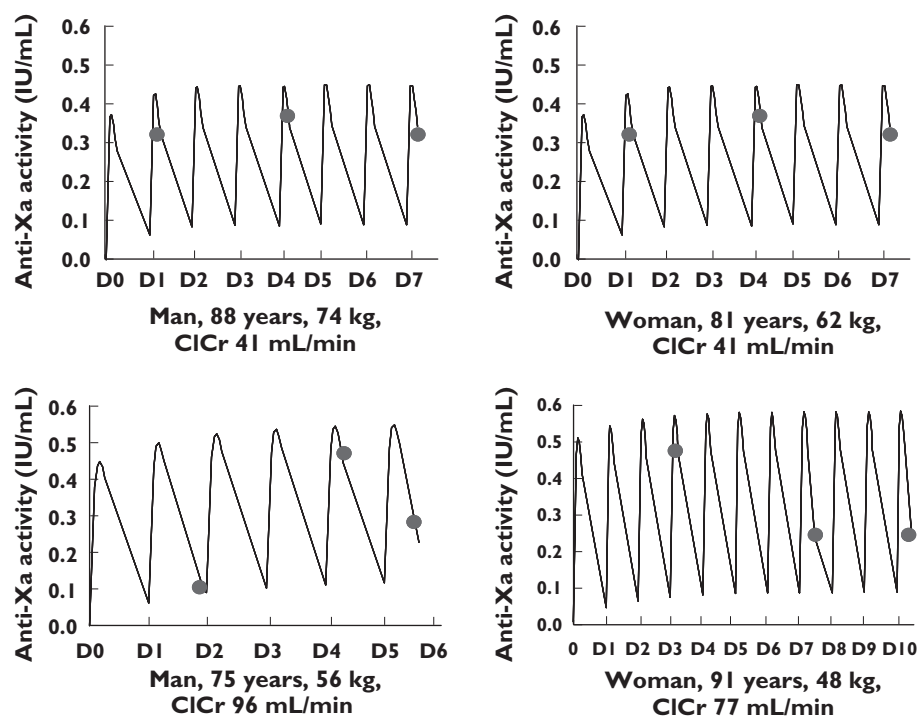 Anti-Xa activity (IU/mL)
0.6
0.5
0.4
0.3
0.2
0.1
0.0
D0 D1 D2 D3 D4 D5 D6 D7
Man, 88 years, 74 kg,
ClCr 41 mL/min
Anti-Xa activity (IU/mL)
0.6
0.5
0.4
0.3
0.2
0.1
0.0
D0 D1 D2 D3 D4 D5 D6 D7
Woman, 81 years, 62 kg,
ClCr 41 mL/min
Anti-Xa activity (IU/mL)
0.6
0.5
0.4
0.3
0.2
0.1
0.0
D0 D1 D2 D3 D4 D5 D6
Man, 75 years, 56 kg,
ClCr 96 mL/min
Anti-Xa activity (IU/mL)
0.6
0.5
0.4
0.3
0.2
0.1
0.0
0 D1 D2 D3 D4 D5 D6 D7 D8 D9 D10
Woman, 91 years, 48 kg,
ClCr 77 mL/min